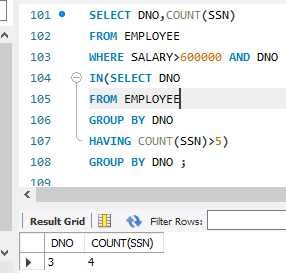 101 SELECT DNO,COUNT(SSN)
102 FROM EMPLOYEE
103 WHERE SALARY>600000 AND DNO
104 IN(SELECT DNO
105 FROM EMPLOYEE
106 GROUP BY DNO
107 HAVING COUNT(SSN)>5)
108 GROUP BY DNO ;
109
Result Grid Filter Rows:
DNO COUNT(SSN)
3 4